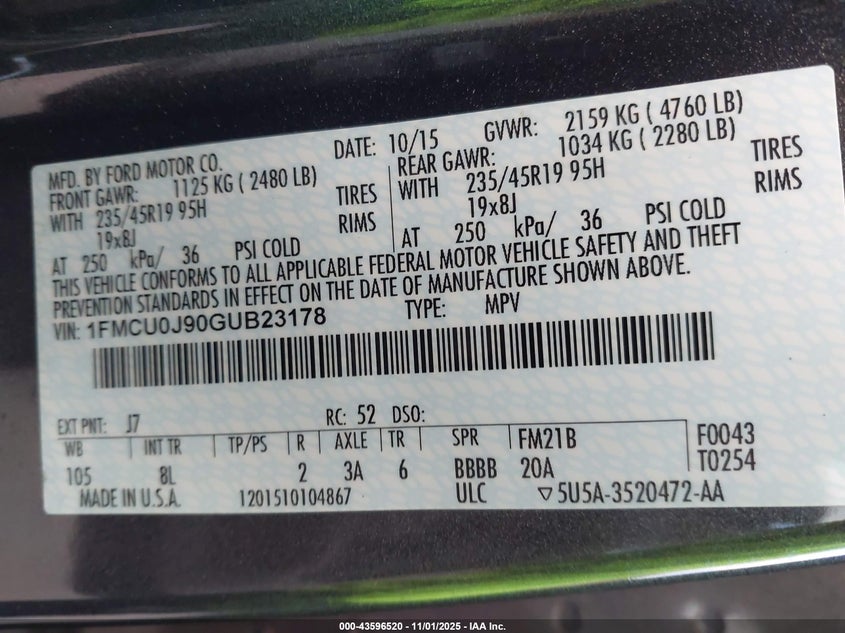 MFD. BY FORD MOTOR CO.
DATE: 10/15
GVWR: 2159 KG ( 4760 LB)
FRONT GAWR: 1125 KG ( 2480 LB)
REAR GAWR: 1034 KG ( 2280 LB)
WITH 235/45R19 95H TIRES
WITH 235/45R19 95H TIRES
19x8J RIMS
19x8J RIMS
AT 250 kPa/ 36 PSI COLD
AT 250 kPa/ 36 PSI COLD
THIS VEHICLE CONFORMS TO ALL APPLICABLE FEDERAL MOTOR VEHICLE SAFETY AND THEFT
PREVENTION STANDARDS IN EFFECT ON THE DATE OF MANUFACTURE SHOWN ABOVE.
VIN: 1FMCU0J90GUB23178
TYPE: MPV
EXT PNT: J7 RC: 52 DSO:
WB INT TR TP/PS R AXLE TR SPR FM21B F0043
105 8L 2 3A 6 BBBB 20A T0254
MADE IN U.S.A. 1201510104867 ULC ▽5U5A-3520472-AA
000-43596520 - 11/01/2025 - IAA Inc.